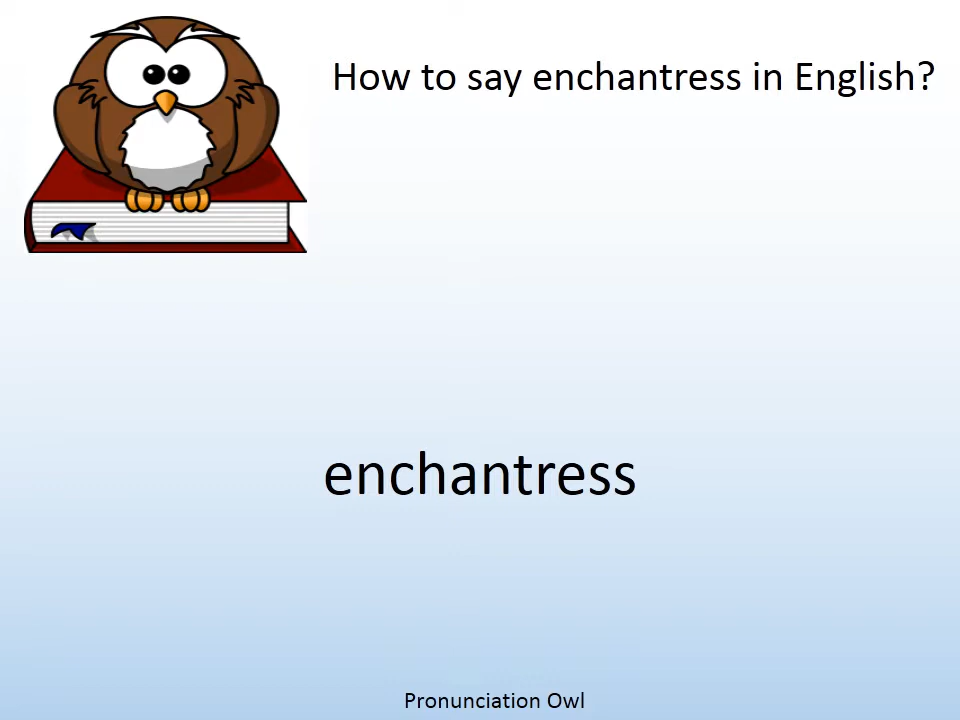 How to say enchantress in English?
enchantress
Pronunciation Owl